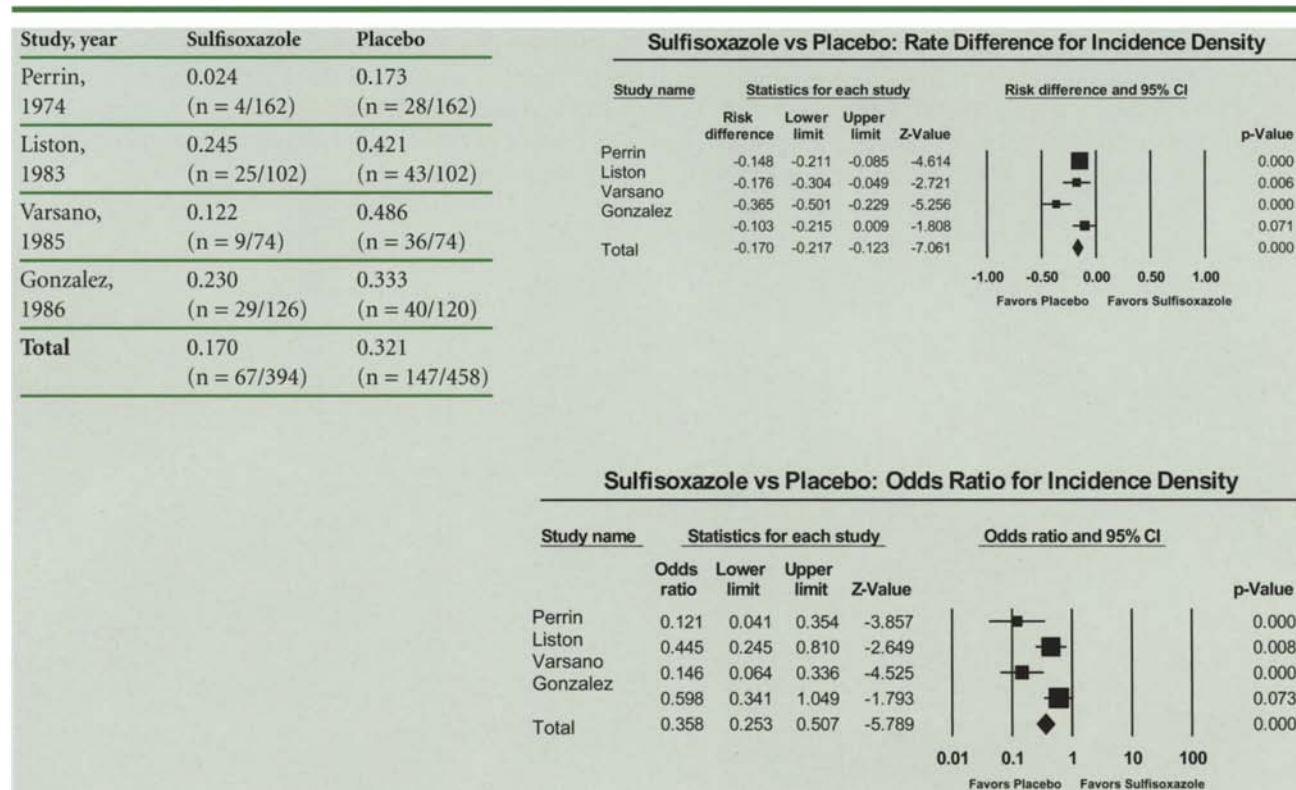 Study, year Sulfisoxazole Placebo
Perrin, 0.024 0.173
1974 (n = 4/162) (n = 28/162)
Liston, 0.245 0.421
1983 (n = 25/102) (n = 43/102)
Varsano, 0.122 0.486
1985 (n = 9/74) (n = 36/74)
Gonzalez, 0.230 0.333
1986 (n = 29/126) (n = 40/120)
Total 0.170 0.321
(n = 67/394) (n = 147/458)
Sulfisoxazole vs Placebo: Rate Difference for Incidence Density
Study name Statistics for each study Risk difference and 95% CI
Risk Lower Upper
difference limit limit Z-Value p-Value
Perrin -0.148 -0.211 -0.085 -4.614 0.000
Liston -0.176 -0.304 -0.049 -2.721 0.006
Varsano -0.365 -0.501 -0.229 -5.256 0.000
Gonzalez -0.103 -0.215 0.009 -1.808 0.071
Total -0.170 -0.217 -0.123 -7.061 0.000
-1.00 -0.50 0.00 0.50 1.00
Favors Placebo Favors Sulfisoxazole
Sulfisoxazole vs Placebo: Odds Ratio for Incidence Density
Study name Statistics for each study Odds ratio and 95% CI
Odds Lower Upper
ratio limit limit Z-Value p-Value
Perrin 0.121 0.041 0.354 -3.857 0.000
Liston 0.445 0.245 0.810 -2.649 0.008
Varsano 0.146 0.064 0.336 -4.525 0.000
Gonzalez 0.598 0.341 1.049 -1.793 0.073
Total 0.358 0.253 0.507 -5.789 0.000
0.01 0.1 1 10 100
Favors Placebo Favors Sulfisoxazole